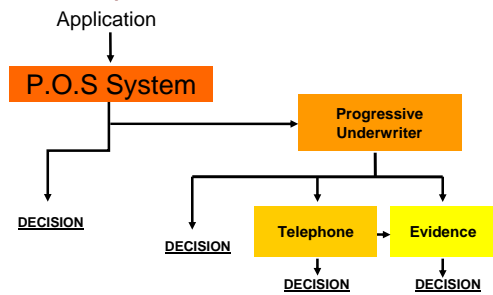 Application
P.O.S System
Progressive
Underwriter
DECISION
DECISION
Telephone
Evidence
DECISION
DECISION